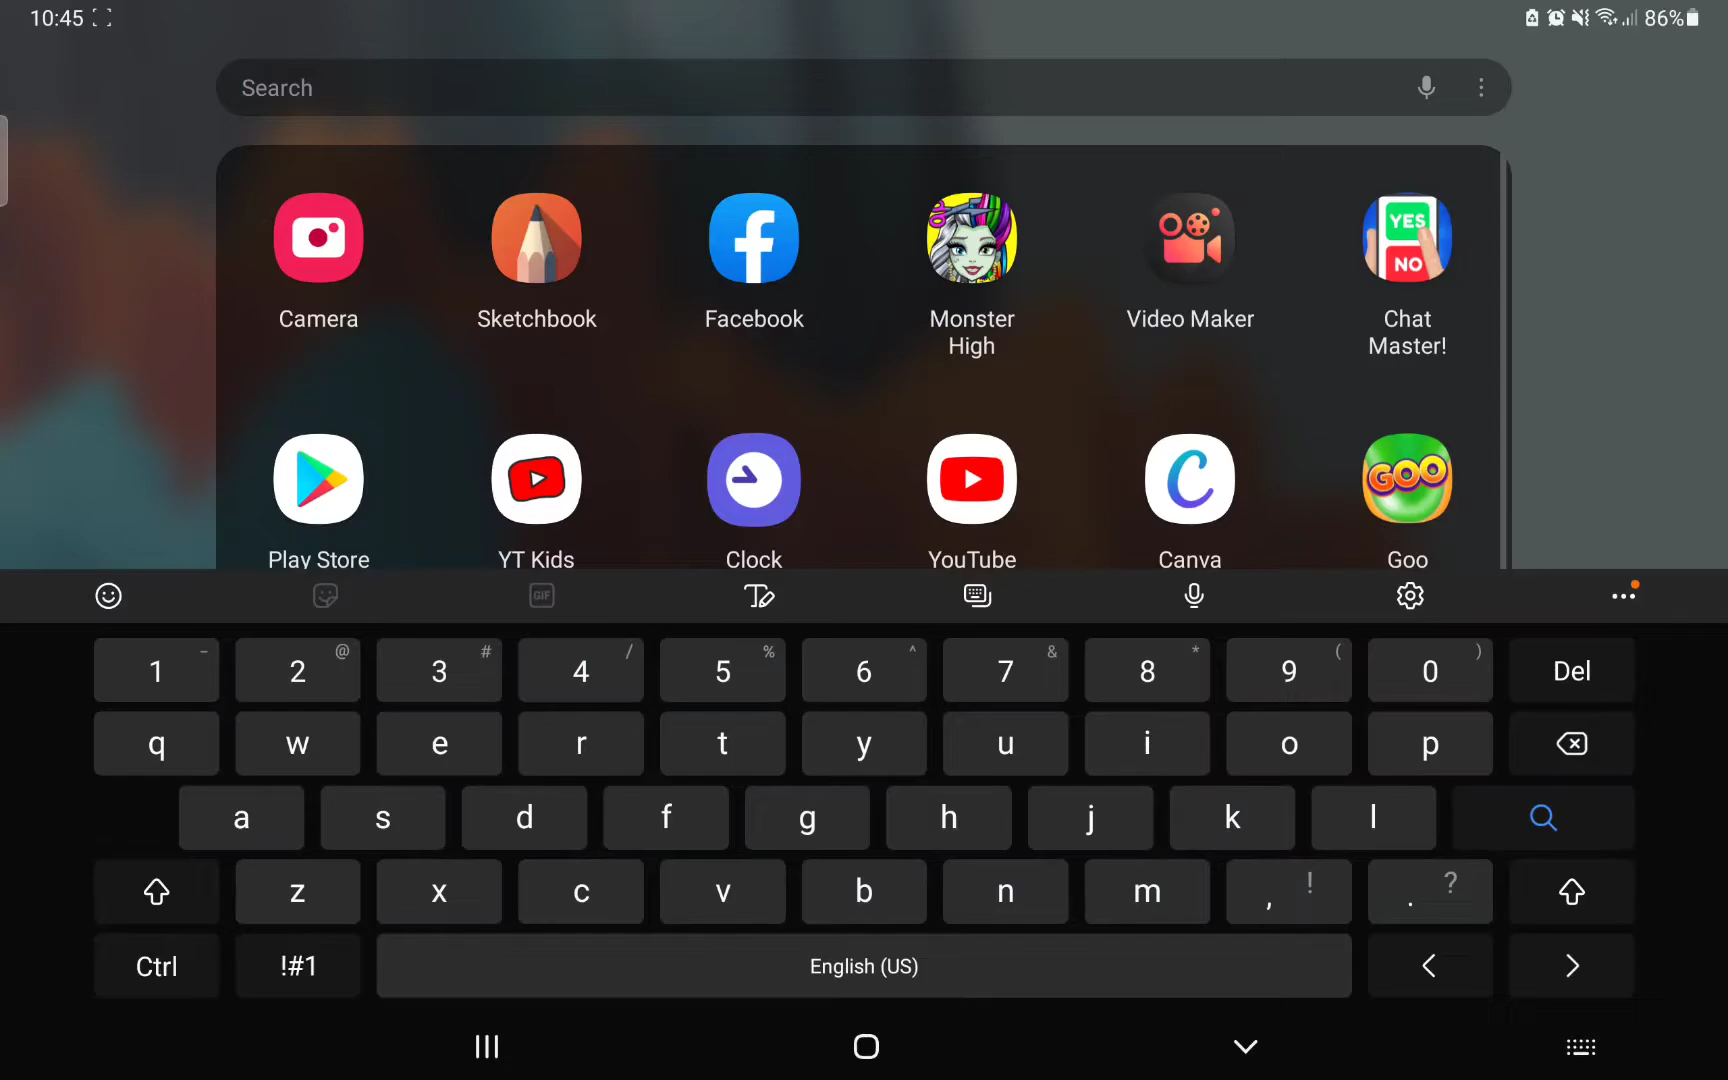 10:45
86%
Search
YES
NO
Camera
Sketchbook
Facebook
Monster
High
Video Maker
Chat
Master!
GOO
Play Store
YT Kids
Clock
YouTube
Canva
Goo
GIF
1 - 2 @ 3 # 4 / 5 % 6 ^ 7 & 8 * 9 ( 0 ) Del
q w e r t y u i o p
a s d f g h j k l
z x c v b n m , ! . ?
Ctrl !#1 English (US) < >